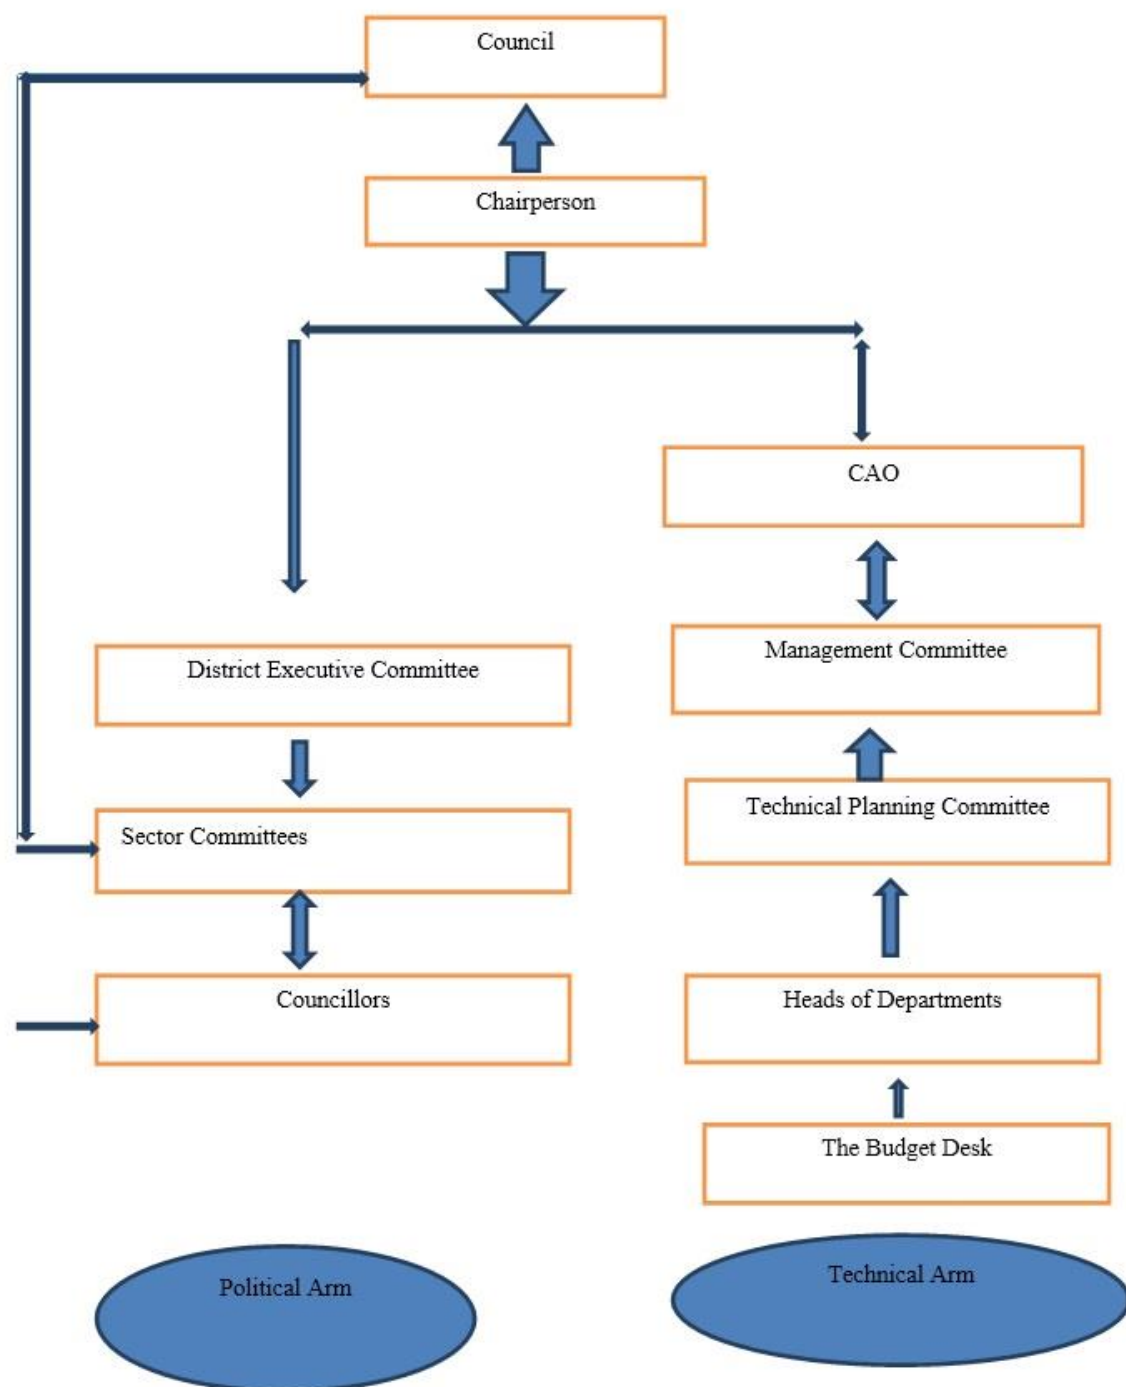 Council
Chairperson
CAO
District Executive Committee
Management Committee
Sector Committees
Technical Planning Committee
Councillors
Heads of Departments
The Budget Desk
Political Arm
Technical Arm